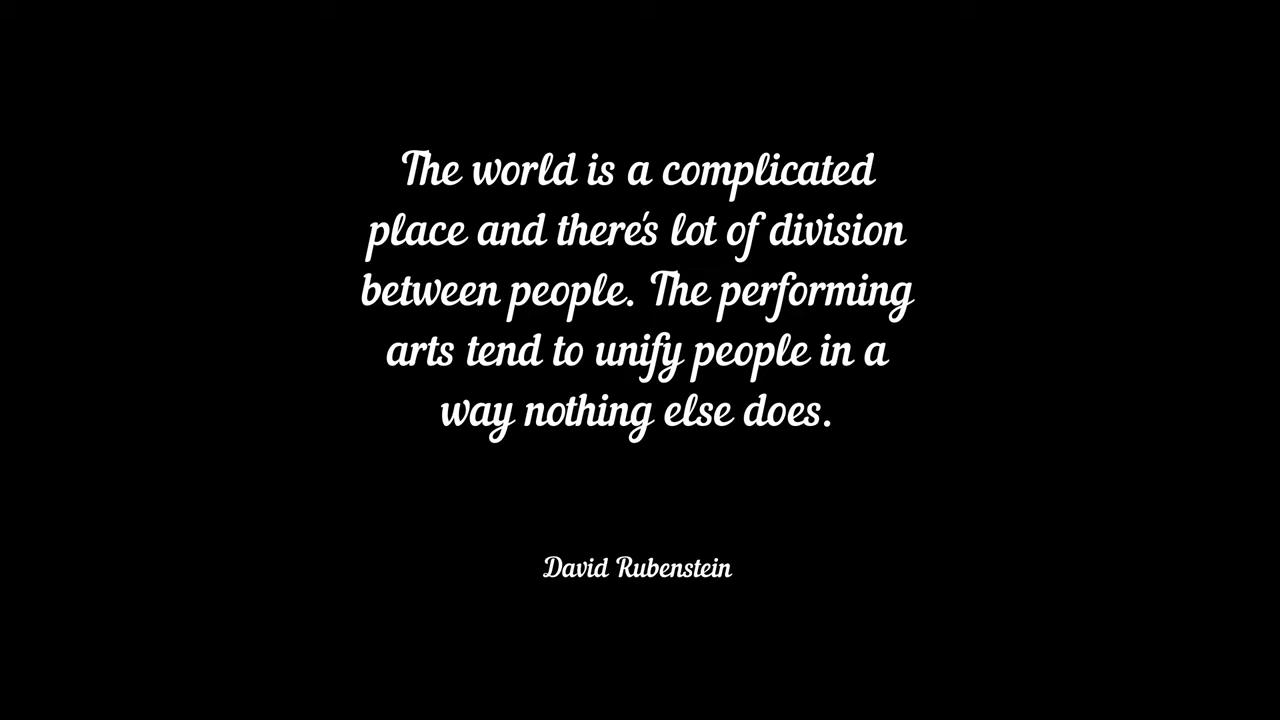 The world is a complicated
place and there's lot of division
between people. The performing
arts tend to unify people in a
way nothing else does.
David Rubenstein